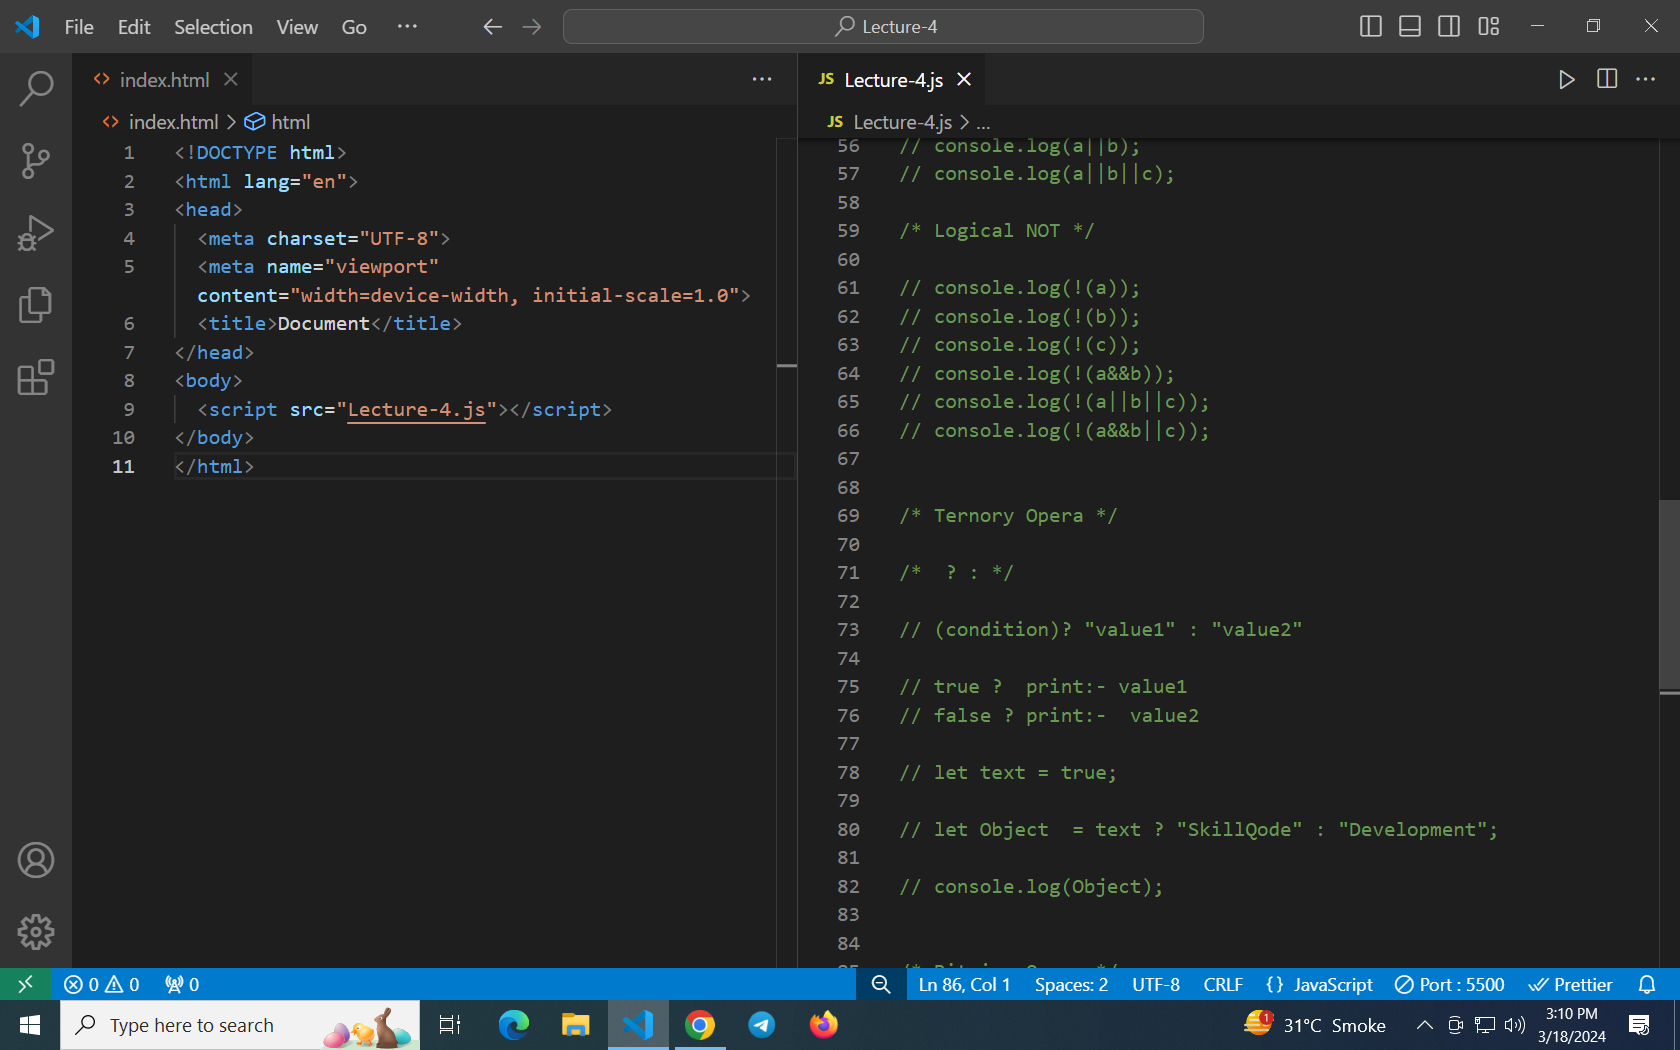 File Edit Selection View Go ··· Lecture-4
index.html
index.html > html
1 <!DOCTYPE html>
2 <html lang="en">
3 <head>
4 <meta charset="UTF-8">
5 <meta name="viewport"
content="width=device-width, initial-scale=1.0">
6 <title>Document</title>
7 </head>
8 <body>
9 <script src="Lecture-4.js"></script>
10 </body>
11 </html>
JS Lecture-4.js
JS Lecture-4.js > ...
56 // console.log(a||b);
57 // console.log(a||b||c);
58
59 /* Logical NOT */
60
61 // console.log(!(a));
62 // console.log(!(b));
63 // console.log(!(c));
64 // console.log(!(a&&b));
65 // console.log(!(a||b||c));
66 // console.log(!(a&&b||c));
67
68
69 /* Ternory Opera */
70
71 /*  ? : */
72
73 // (condition)? "value1" : "value2"
74
75 // true ?  print:- value1
76 // false ? print:-  value2
77
78 // let text = true;
79
80 // let Object  = text ? "SkillQode" : "Development";
81
82 // console.log(Object);
83
84
0 0 0 Ln 86, Col 1 Spaces: 2 UTF-8 CRLF {} JavaScript Port : 5500 Prettier
Type here to search 1 31°C Smoke 3:10 PM
3/18/2024